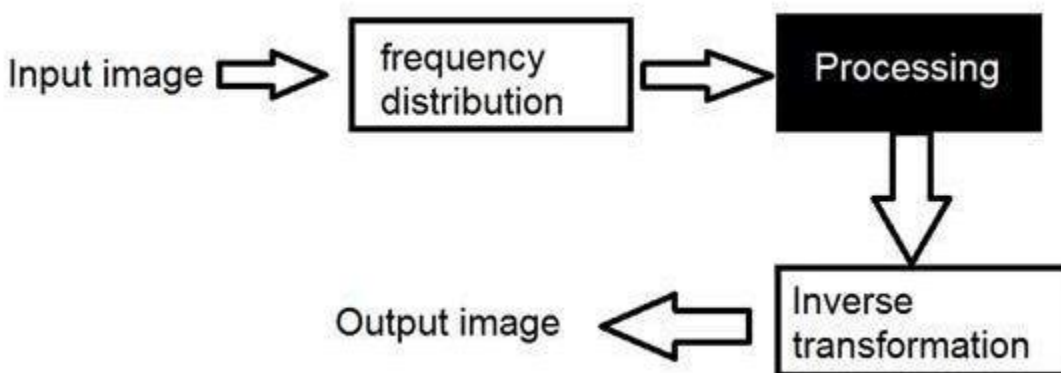 Input image
frequency
distribution
Processing
Inverse
transformation
Output image